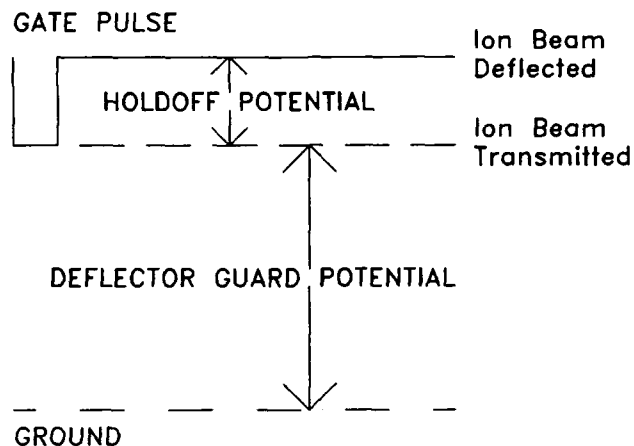 GATE PULSE
Ion Beam
Deflected
HOLDOFF POTENTIAL
Ion Beam
Transmitted
DEFLECTOR GUARD POTENTIAL
GROUND